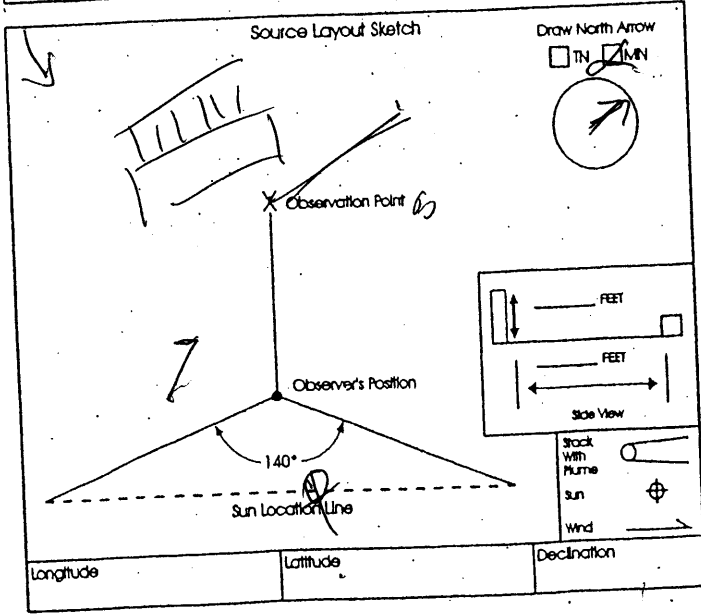 Source Layout Sketch
Draw North Arrow
TN MN
X Observation Point
FEET
FEET
Side View
Observer's Position
140°
Sun Location Line
Stack
With
Plume
Sun
Wind
Longitude
Latitude
Declination